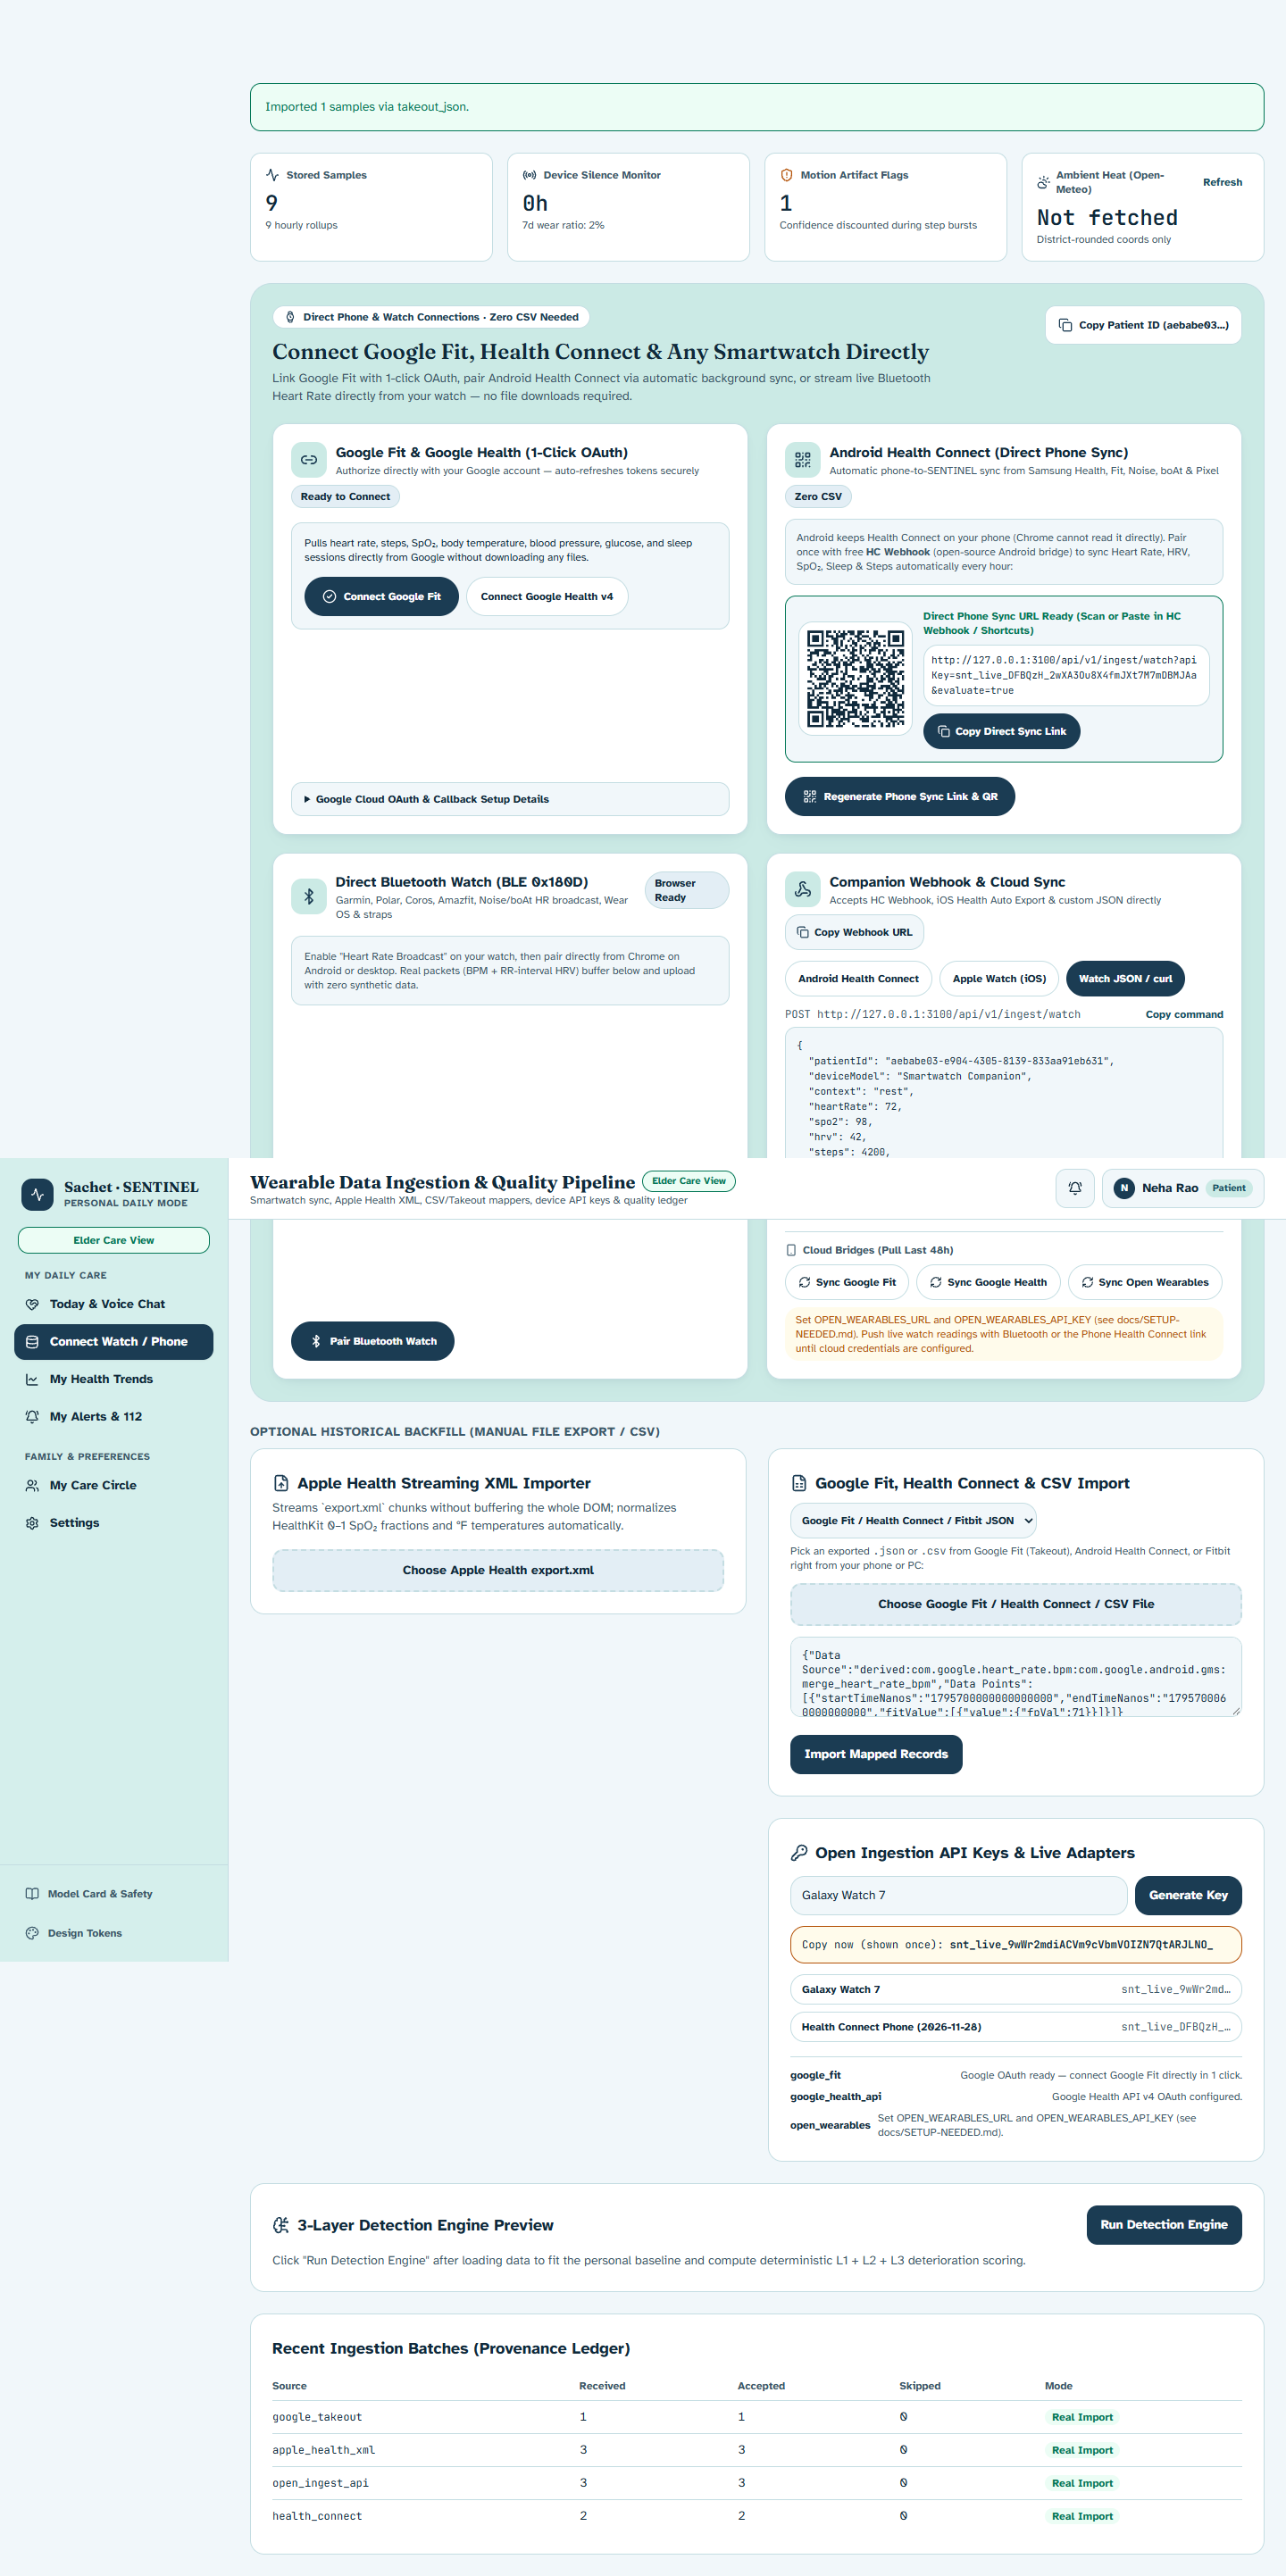 Imported 1 samples via takeout_json.
Stored Samples
9
9 hourly rollups
Device Silence Monitor
0h
7d wear ratio: 2%
Motion Artifact Flags
1
Confidence discounted during step bursts
Ambient Heat (Open-
Meteo)
Refresh
Not fetched
District-rounded coords only
Direct Phone & Watch Connections · Zero CSV Needed
Copy Patient ID (aebabe03...)
Connect Google Fit, Health Connect & Any Smartwatch Directly
Link Google Fit with 1-click OAuth, pair Android Health Connect via automatic background sync, or stream live Bluetooth
Heart Rate directly from your watch — no file downloads required.
Google Fit & Google Health (1-Click OAuth)
Authorize directly with your Google account — auto-refreshes tokens securely
Ready to Connect
Pulls heart rate, steps, SpO₂, body temperature, blood pressure, glucose, and sleep
sessions directly from Google without downloading any files.
Connect Google Fit
Connect Google Health v4
Google Cloud OAuth & Callback Setup Details
Android Health Connect (Direct Phone Sync)
Automatic phone-to-SENTINEL sync from Samsung Health, Fit, Noise, boAt & Pixel
Zero CSV
Android keeps Health Connect on your phone (Chrome cannot read it directly). Pair
once with free HC Webhook (open-source Android bridge) to sync Heart Rate, HRV,
SpO₂, Sleep & Steps automatically every hour:
Direct Phone Sync URL Ready (Scan or Paste in HC
Webhook / Shortcuts)
http://127.0.0.1:3100/api/v1/ingest/watch?api
Key=snt_live_DFBQzH_2wXA3Ou8X4fmJXt7M7mDBMJAa
&evaluate=true
Copy Direct Sync Link
Regenerate Phone Sync Link & QR
Direct Bluetooth Watch (BLE 0x180D)
Garmin, Polar, Coros, Amazfit, Noise/boAt HR broadcast, Wear
OS & straps
Browser
Ready
Enable "Heart Rate Broadcast" on your watch, then pair directly from Chrome on
Android or desktop. Real packets (BPM + RR-interval HRV) buffer below and upload
with zero synthetic data.
Companion Webhook & Cloud Sync
Accepts HC Webhook, iOS Health Auto Export & custom JSON directly
Copy Webhook URL
Android Health Connect
Apple Watch (iOS)
Watch JSON / curl
POST http://127.0.0.1:3100/api/v1/ingest/watch
Copy command
{
"patientId": "aebabe03-e904-4305-8139-833aa91eb631",
"deviceModel": "Smartwatch Companion",
"context": "rest",
"heartRate": 72,
"spo2": 98,
"hrv": 42,
"steps": 4200,
Sachet · SENTINEL
PERSONAL DAILY MODE
Elder Care View
MY DAILY CARE
Today & Voice Chat
Connect Watch / Phone
My Health Trends
My Alerts & 112
FAMILY & PREFERENCES
My Care Circle
Settings
Model Card & Safety
Design Tokens
Wearable Data Ingestion & Quality Pipeline
Elder Care View
Smartwatch sync, Apple Health XML, CSV/Takeout mappers, device API keys & quality ledger
N
Neha Rao
Patient
Pair Bluetooth Watch
Cloud Bridges (Pull Last 48h)
Sync Google Fit
Sync Google Health
Sync Open Wearables
Set OPEN_WEARABLES_URL and OPEN_WEARABLES_API_KEY (see docs/SETUP-
NEEDED.md). Push live watch readings with Bluetooth or the Phone Health Connect link
until cloud credentials are configured.
OPTIONAL HISTORICAL BACKFILL (MANUAL FILE EXPORT / CSV)
Apple Health Streaming XML Importer
Streams `export.xml` chunks without buffering the whole DOM; normalizes
HealthKit 0–1 SpO₂ fractions and °F temperatures automatically.
Choose Apple Health export.xml
Google Fit, Health Connect & CSV Import
Google Fit / Health Connect / Fitbit JSON
Pick an exported .json or .csv from Google Fit (Takeout), Android Health Connect, or Fitbit
right from your phone or PC:
Choose Google Fit / Health Connect / CSV File
{"Data
Source":"derived:com.google.heart_rate.bpm:com.google.android.gms:
merge_heart_rate_bpm","Data Points":
[{"startTimeNanos":"1795700000000000000","endTimeNanos":"179570006
0000000000","fitValue":[{"value":{"fpVal":71}}]}]}
Import Mapped Records
Open Ingestion API Keys & Live Adapters
Galaxy Watch 7
Generate Key
Copy now (shown once): snt_live_9wWr2mdiACVm9cVbmVOIZN7QtARJLNO_
Galaxy Watch 7
snt_live_9wWr2md…
Health Connect Phone (2026-11-28)
snt_live_DFBQzH_…
google_fit
Google OAuth ready — connect Google Fit directly in 1 click.
google_health_api
Google Health API v4 OAuth configured.
open_wearables
Set OPEN_WEARABLES_URL and OPEN_WEARABLES_API_KEY (see
docs/SETUP-NEEDED.md).
3-Layer Detection Engine Preview
Run Detection Engine
Click "Run Detection Engine" after loading data to fit the personal baseline and compute deterministic L1 + L2 + L3 deterioration scoring.
Recent Ingestion Batches (Provenance Ledger)
Source Received Accepted Skipped Mode
google_takeout 1 1 0 Real Import
apple_health_xml 3 3 0 Real Import
open_ingest_api 3 3 0 Real Import
health_connect 2 2 0 Real Import